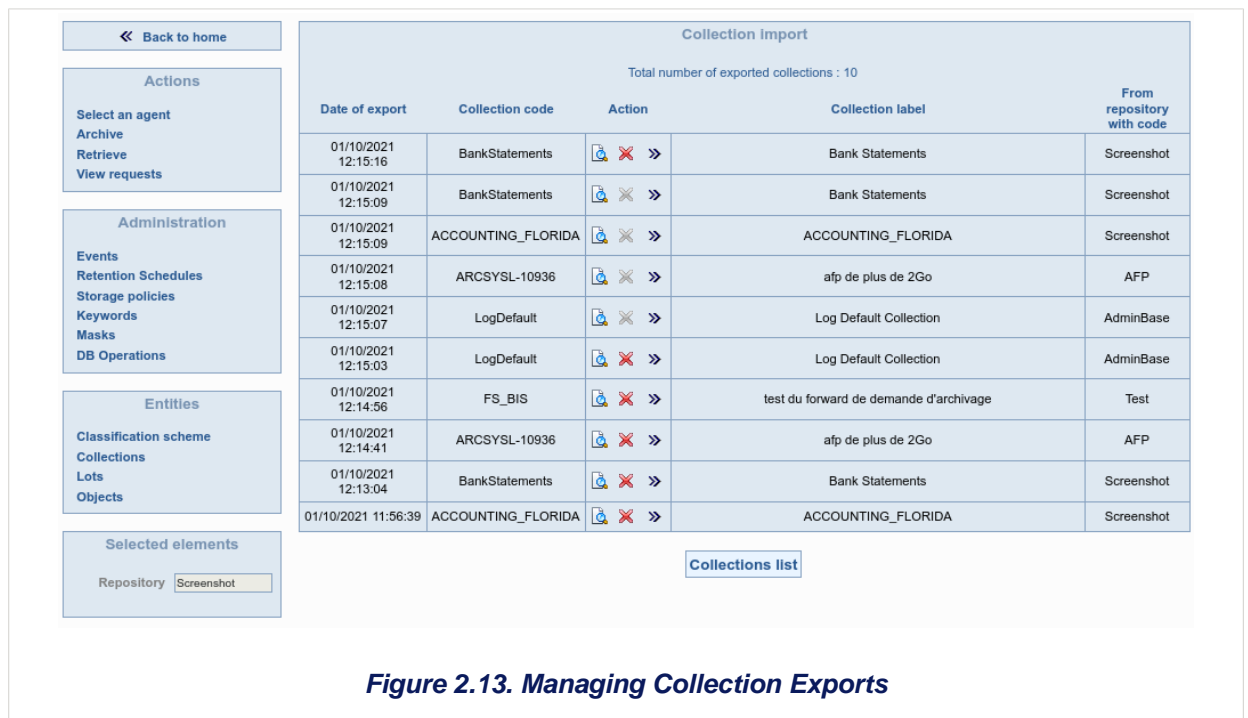 Back to home
Actions
Select an agent
Archive
Retrieve
View requests
Administration
Events
Retention Schedules
Storage policies
Keywords
Masks
DB Operations
Entities
Classification scheme
Collections
Lots
Objects
Selected elements
Repository Screenshot
Collection import
Total number of exported collections : 10
Date of export Collection code Action Collection label From repository with code
01/10/2021 12:15:16 BankStatements Bank Statements Screenshot
01/10/2021 12:15:09 BankStatements Bank Statements Screenshot
01/10/2021 12:15:09 ACCOUNTING_FLORIDA ACCOUNTING_FLORIDA Screenshot
01/10/2021 12:15:08 ARCSYSL-10936 afp de plus de 2Go AFP
01/10/2021 12:15:07 LogDefault Log Default Collection AdminBase
01/10/2021 12:15:03 LogDefault Log Default Collection AdminBase
01/10/2021 12:14:56 FS_BIS test du forward de demande d'archivage Test
01/10/2021 12:14:41 ARCSYSL-10936 afp de plus de 2Go AFP
01/10/2021 12:13:04 BankStatements Bank Statements Screenshot
01/10/2021 11:56:39 ACCOUNTING_FLORIDA ACCOUNTING_FLORIDA Screenshot
Collections list
Figure 2.13. Managing Collection Exports